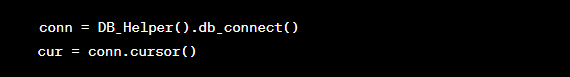 conn = DB_Helper().db_connect()
cur = conn.cursor()